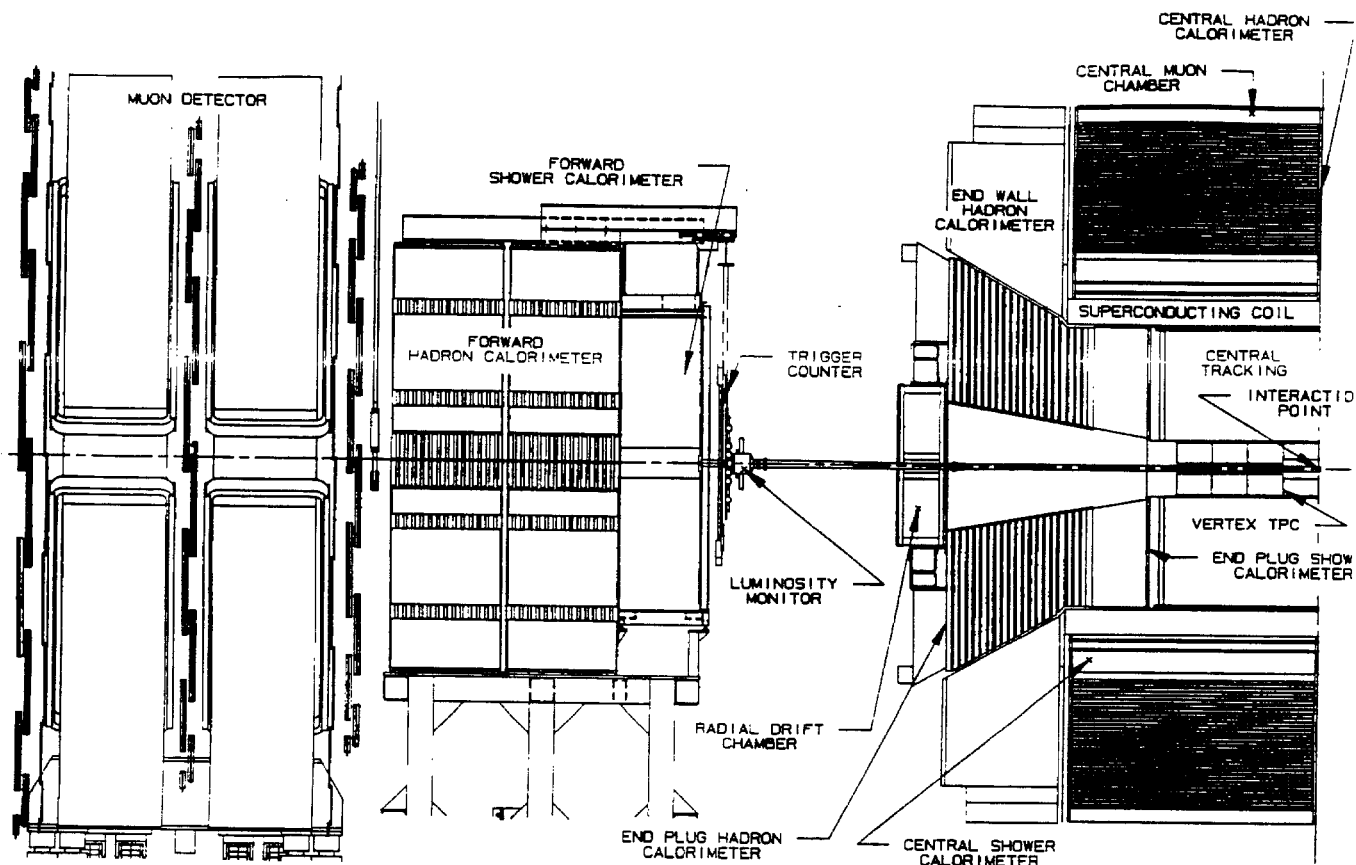 CENTRAL HADRON
CALORIMETER
CENTRAL MUON
CHAMBER
MUON DETECTOR
FORWARD
SHOWER CALORIMETER
END WALL
HADRON
CALORIMETER
SUPERCONDUCTING COIL
FORWARD
HADRON CALORIMETER
TRIGGER
COUNTER
CENTRAL
TRACKING
INTERACTIO
POINT
VERTEX TPC
END PLUG SHOW
CALORIMETER
LUMINOSITY
MONITOR
RADIAL DRIFT
CHAMBER
END PLUG HADRON
CALORIMETER
CENTRAL SHOWER
CALORIMETER